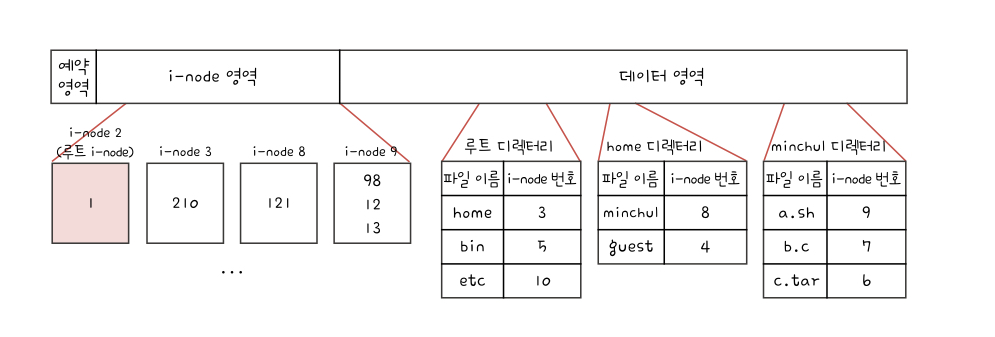 예약
영역
i-node 영역
데이터 영역
i-node 2
(루트 i-node)
i-node 3
i-node 8
i-node 9
1
210
121
98
12
13
...
루트 디렉터리
파일 이름 i-node 번호
home 3
bin 5
etc 10
home 디렉터리
파일 이름 i-node 번호
minchul 8
guest 4
minchul 디렉터리
파일 이름 i-node 번호
a.sh 9
b.c 7
c.tar 6